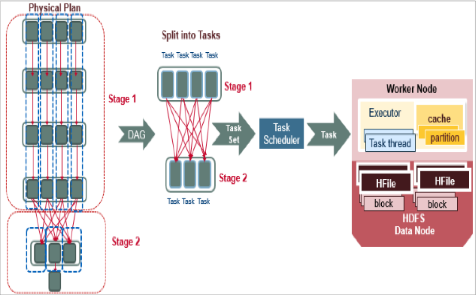 Physical Plan
Stage 1
Stage 2
DAG
Split into Tasks
Task Task Task Task
Stage 1
Stage 2
Task Task Task
Task
Set
Task
Scheduler
Task
Worker Node
Executor
Task thread
cache
partition
HFile
HFile
block
block
HDFS
Data Node